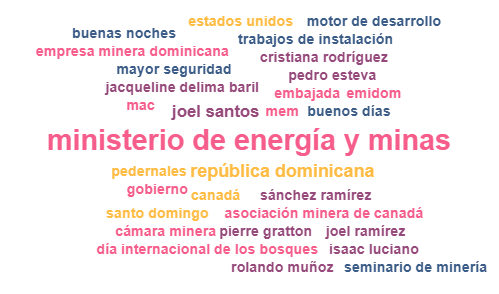 estados unidos motor de desarrollo
buenas noches trabajos de instalación
empresa minera dominicana cristiana rodríguez
mayor seguridad pedro esteva
jacqueline delima baril embajada emidom
mac joel santos mem buenos días
ministerio de energía y minas
pedernales república dominicana
gobierno canadá sánchez ramírez
santo domingo asociación minera de canadá
cámara minera pierre gratton joel ramírez
día internacional de los bosques isaac luciano
rolando muñoz seminario de minería